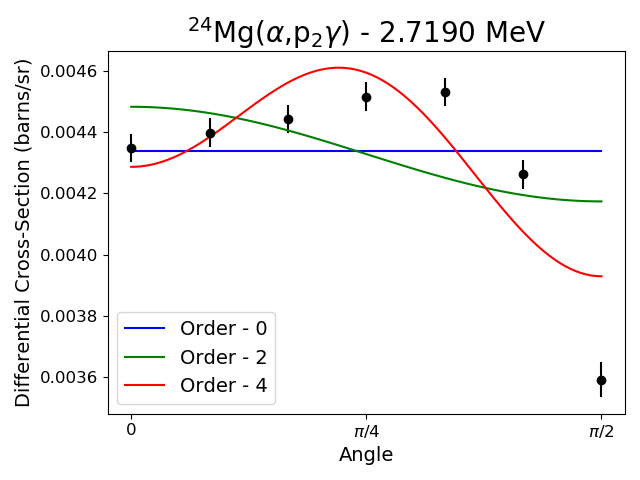 ²⁴Mg(α,p₂γ) - 2.7190 MeV
Differential Cross-Section (barns/sr)
0.0046
0.0044
0.0042
0.0040
0.0038
0.0036
Order - 0
Order - 2
Order - 4
0 π/4 π/2
Angle